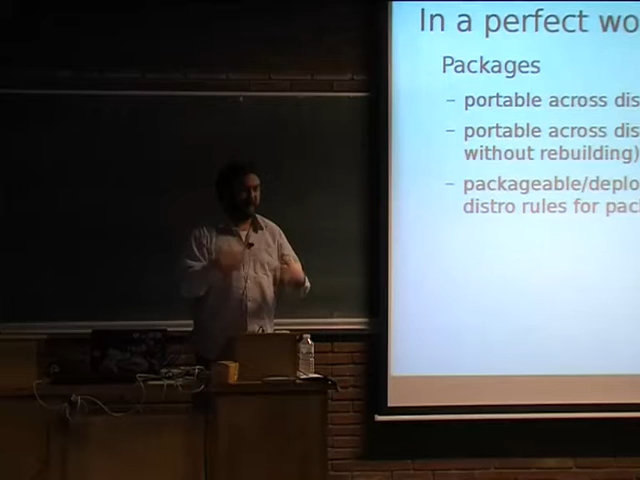 In a perfect wo
Packages
– portable across dis
– portable across dis
without rebuilding)
– packageable/deplo
distro rules for pac